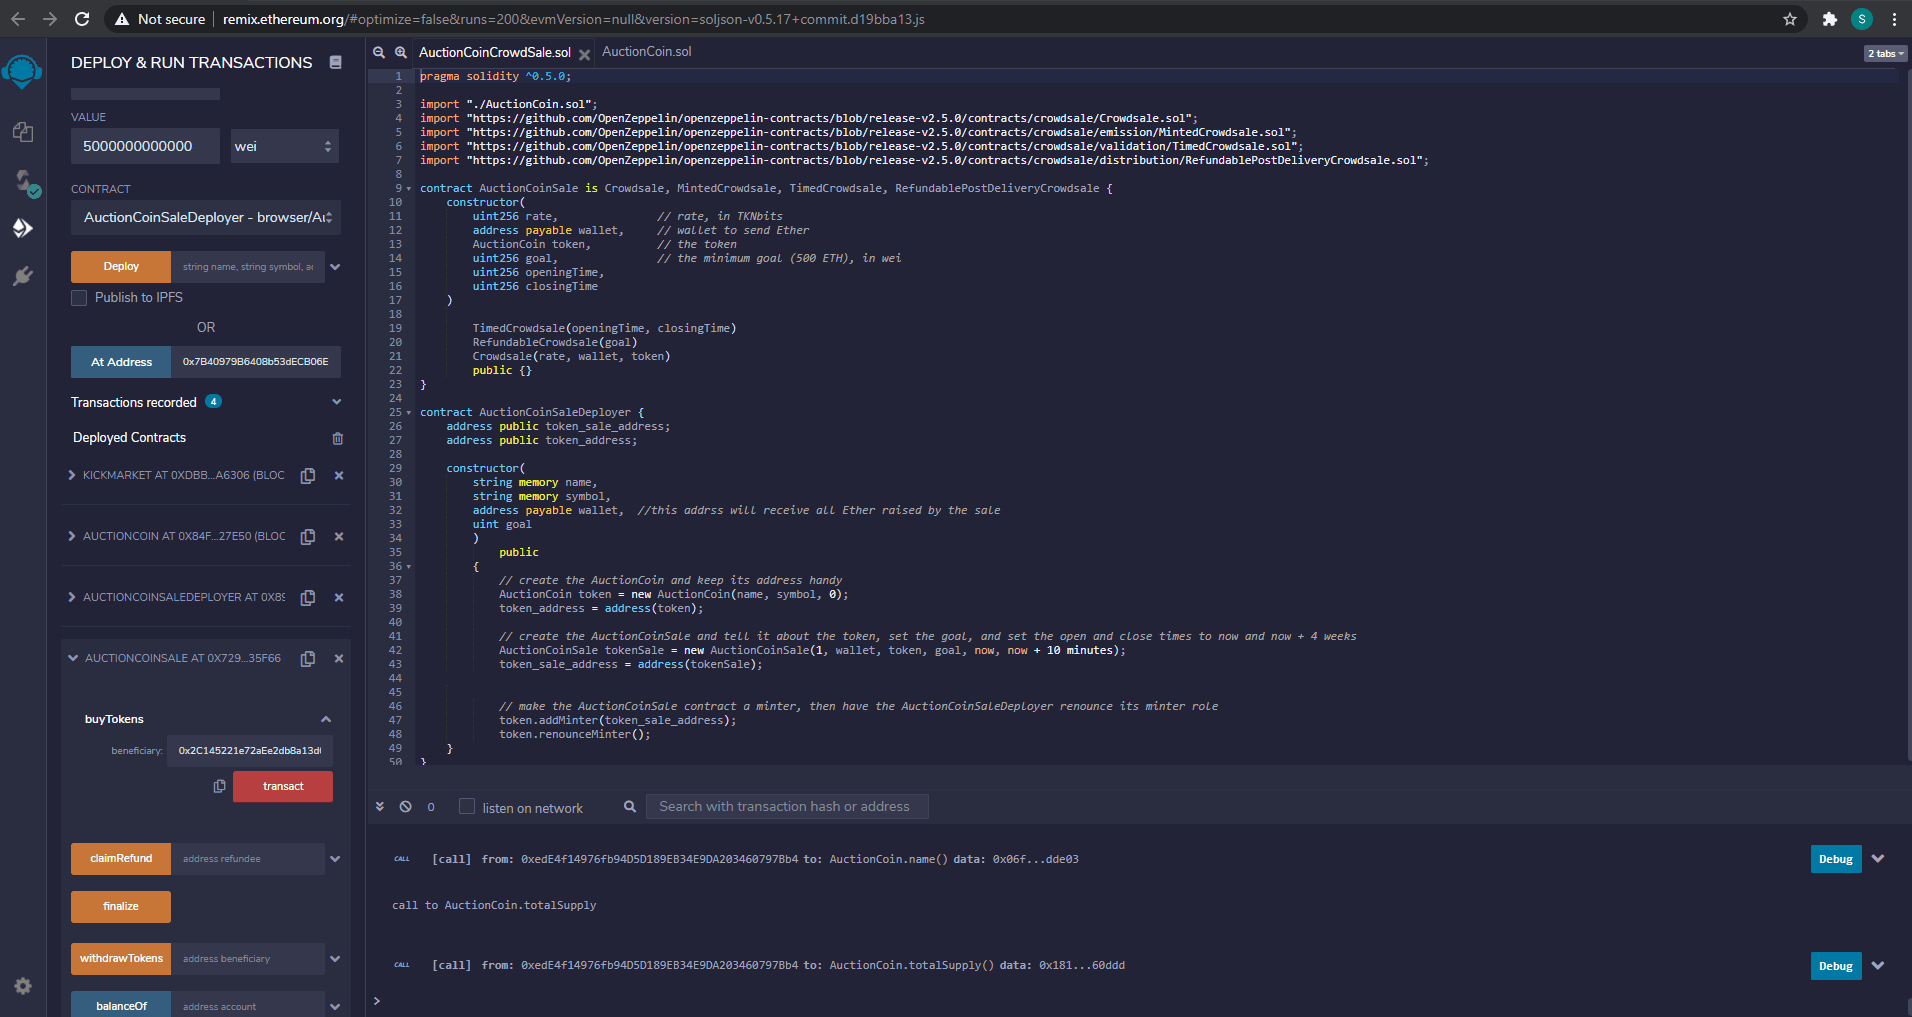 Not secure | remix.ethereum.org/#optimize=false&runs=200&evmVersion=null&version=soljson-v0.5.17+commit.d19bba13.js
S
DEPLOY & RUN TRANSACTIONS
VALUE
5000000000000
wei
CONTRACT
AuctionCoinSaleDeployer - browser/Au
Deploy
string name, string symbol, ac
Publish to IPFS
OR
At Address
0x7B40979B6408b53dECB06E
Transactions recorded 4
Deployed Contracts
KICKMARKET AT 0XDBB...A6306 (BLOC
AUCTIONCOIN AT 0X84F...27E50 (BLOC
AUCTIONCOINSALEDEPLOYER AT 0X89
AUCTIONCOINSALE AT 0X729...35F66
buyTokens
beneficiary:
0x2C145221e72aEe2db8a13d
transact
claimRefund
address refundee
finalize
withdrawTokens
address beneficiary
balanceOf
address account
AuctionCoinCrowdSale.sol
AuctionCoin.sol
2 tabs
1 pragma solidity ^0.5.0;
2
3 import "./AuctionCoin.sol";
4 import "https://github.com/OpenZeppelin/openzeppelin-contracts/blob/release-v2.5.0/contracts/crowdsale/Crowdsale.sol";
5 import "https://github.com/OpenZeppelin/openzeppelin-contracts/blob/release-v2.5.0/contracts/crowdsale/emission/MintedCrowdsale.sol";
6 import "https://github.com/OpenZeppelin/openzeppelin-contracts/blob/release-v2.5.0/contracts/crowdsale/validation/TimedCrowdsale.sol";
7 import "https://github.com/OpenZeppelin/openzeppelin-contracts/blob/release-v2.5.0/contracts/crowdsale/distribution/RefundablePostDeliveryCrowdsale.sol";
8
9 contract AuctionCoinSale is Crowdsale, MintedCrowdsale, TimedCrowdsale, RefundablePostDeliveryCrowdsale {
10 constructor(
11 uint256 rate, // rate, in TKNbits
12 address payable wallet, // wallet to send Ether
13 AuctionCoin token, // the token
14 uint256 goal, // the minimum goal (500 ETH), in wei
15 uint256 openingTime,
16 uint256 closingTime
17 )
18
19 TimedCrowdsale(openingTime, closingTime)
20 RefundableCrowdsale(goal)
21 Crowdsale(rate, wallet, token)
22 public {}
23 }
24
25 contract AuctionCoinSaleDeployer {
26 address public token_sale_address;
27 address public token_address;
28
29 constructor(
30 string memory name,
31 string memory symbol,
32 address payable wallet, //this addrss will receive all Ether raised by the sale
33 uint goal
34 )
35 public
36 {
37 // create the AuctionCoin and keep its address handy
38 AuctionCoin token = new AuctionCoin(name, symbol, 0);
39 token_address = address(token);
40
41 // create the AuctionCoinSale and tell it about the token, set the goal, and set the open and close times to now and now + 4 weeks
42 AuctionCoinSale tokenSale = new AuctionCoinSale(1, wallet, token, goal, now, now + 10 minutes);
43 token_sale_address = address(tokenSale);
44
45
46 // make the AuctionCoinSale contract a minter, then have the AuctionCoinSaleDeployer renounce its minter role
47 token.addMinter(token_sale_address);
48 token.renounceMinter();
49 }
50 }
0
listen on network
Search with transaction hash or address
CALL [call] from: 0xedE4f14976fb94D5D189EB34E9DA203460797Bb4 to: AuctionCoin.name() data: 0x06f...dde03
Debug
call to AuctionCoin.totalSupply
CALL [call] from: 0xedE4f14976fb94D5D189EB34E9DA203460797Bb4 to: AuctionCoin.totalSupply() data: 0x181...60ddd
Debug
>